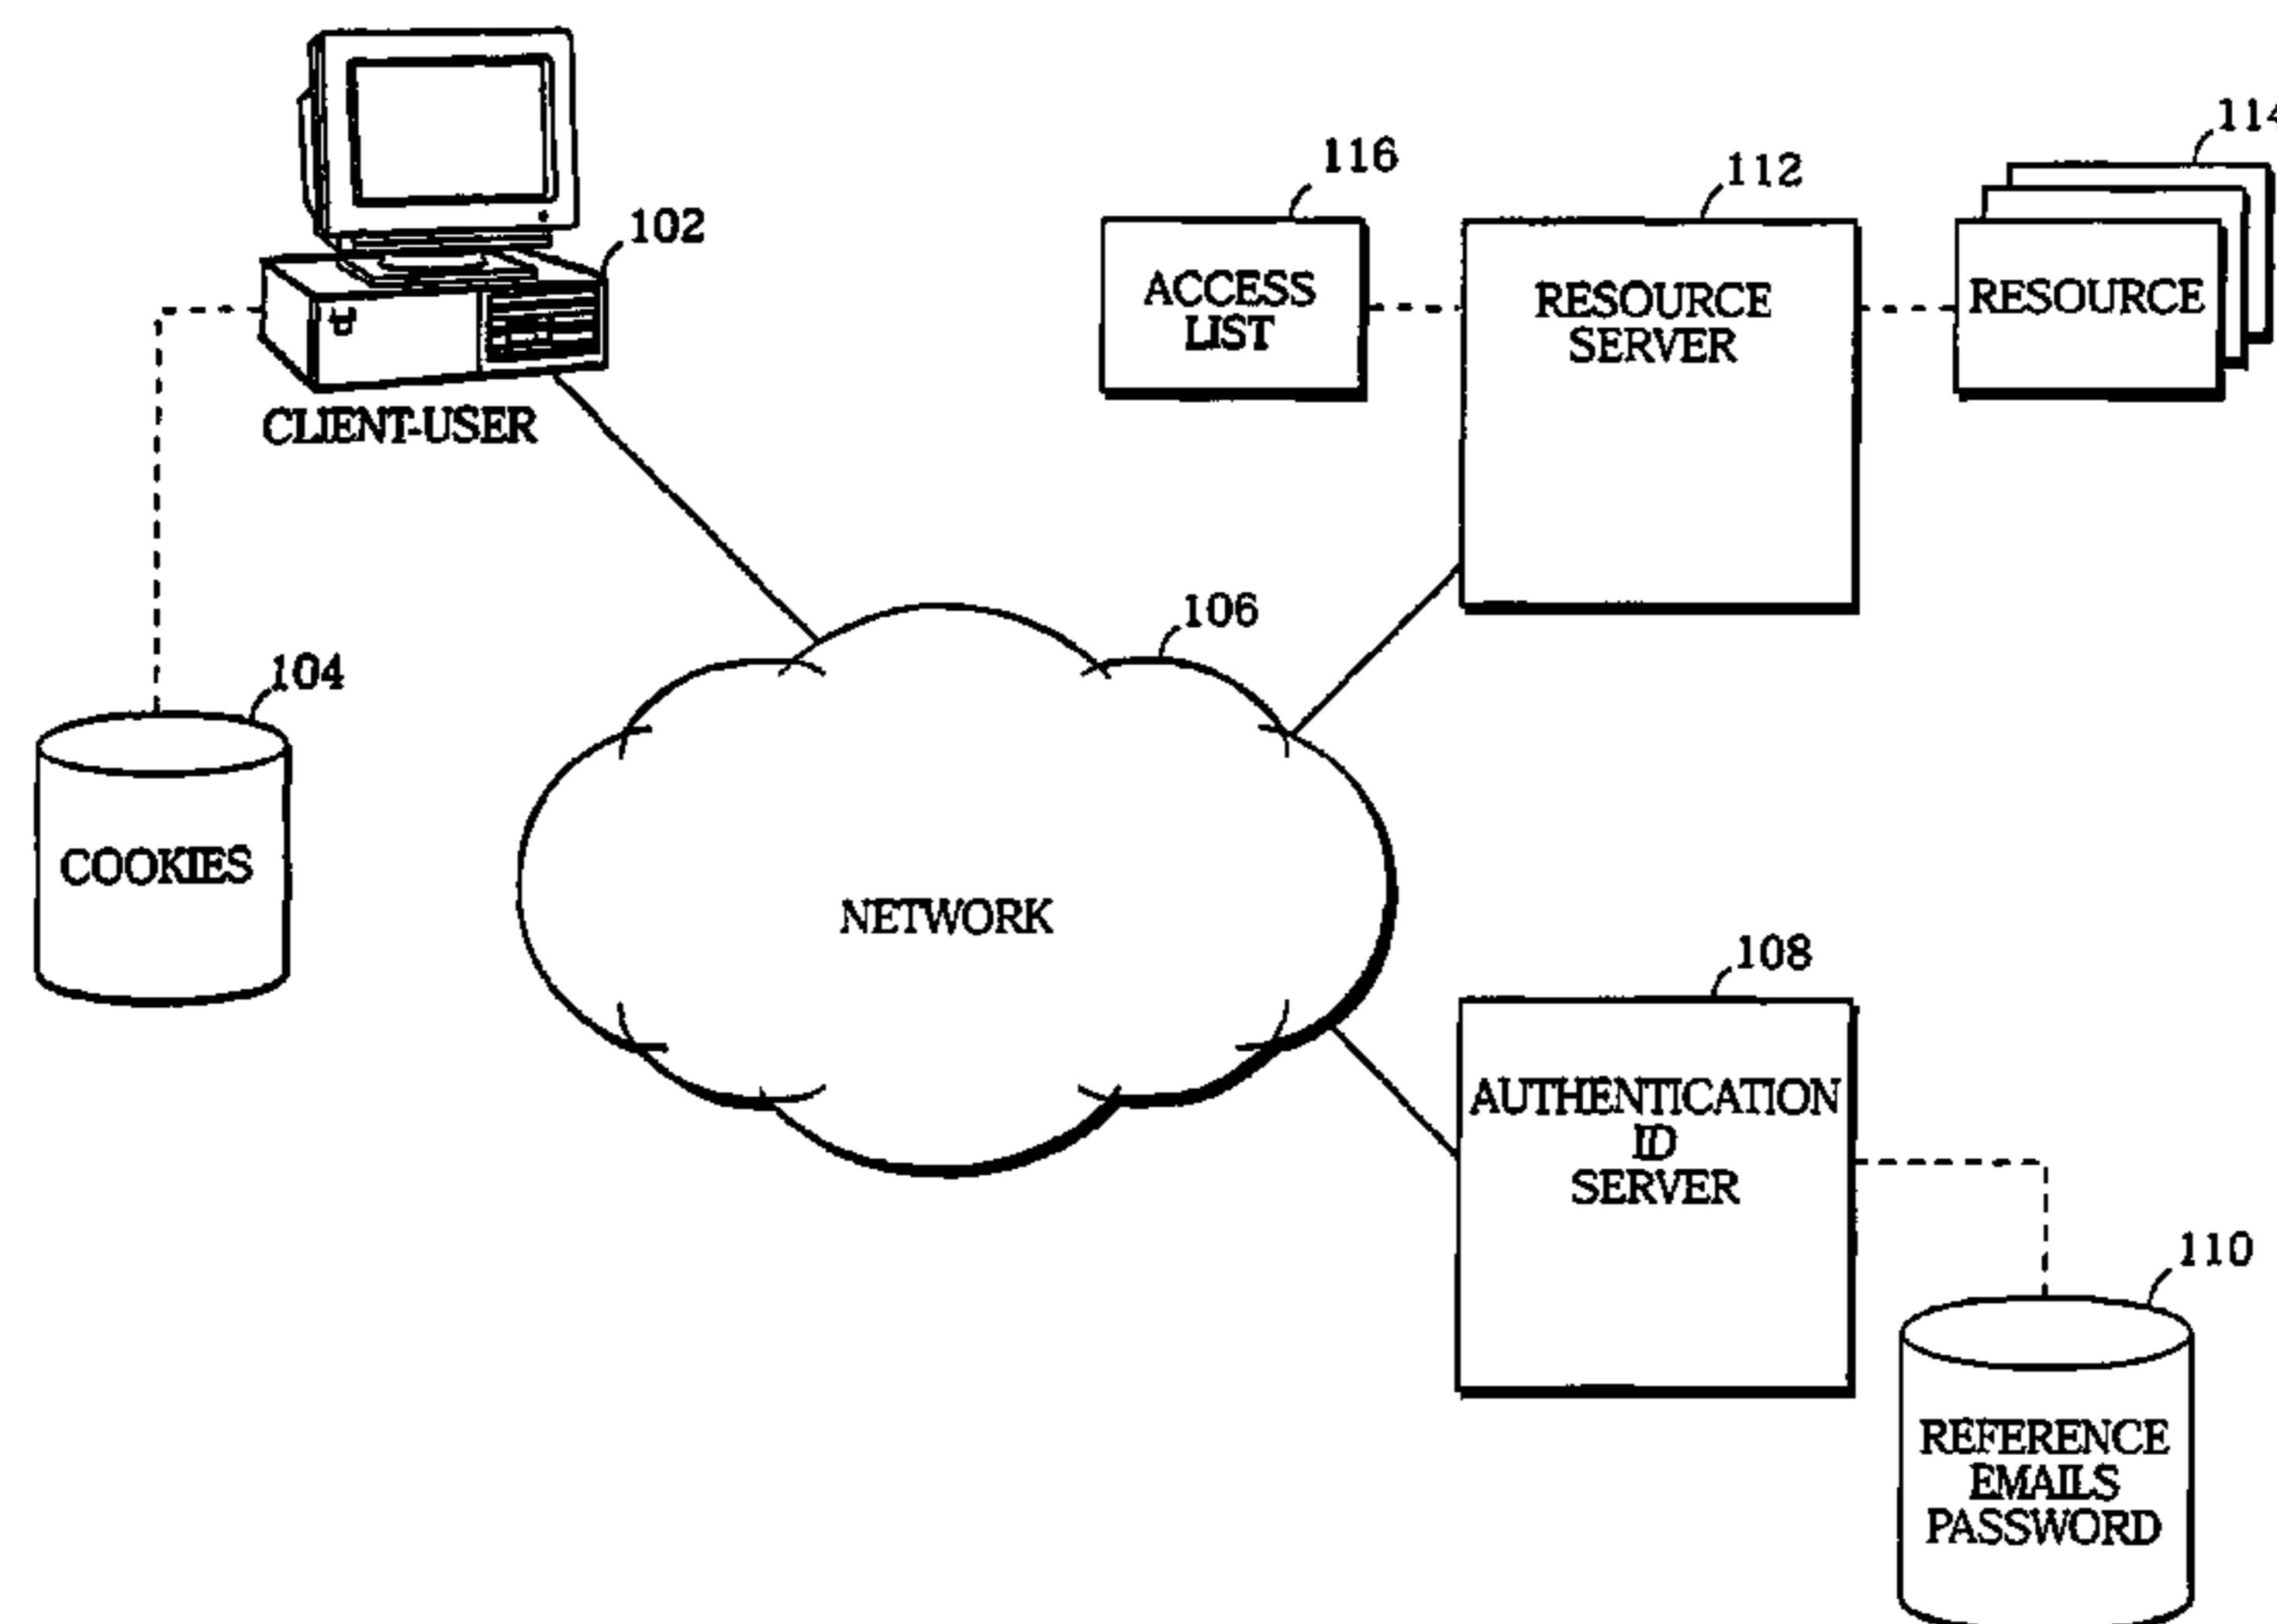 102
CLIENT-USER
116
ACCESS
LIST
112
RESOURCE
SERVER
114
RESOURCE
104
COOKIES
106
NETWORK
108
AUTHENTICATION
ID
SERVER
110
REFERENCE
EMAILS
PASSWORD